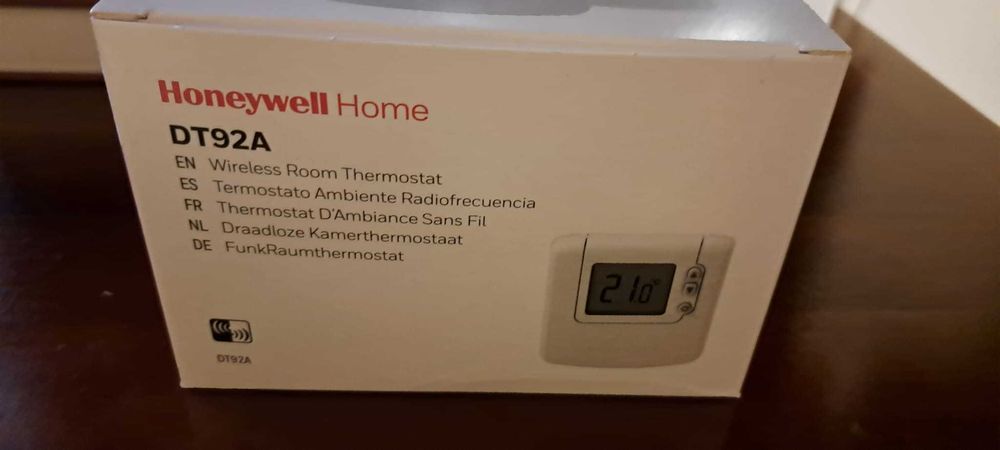 Honeywell Home
DT92A
EN Wireless Room Thermostat
ES Termostato Ambiente Radiofrecuencia
FR Thermostat D'Ambiance Sans Fil
NL Draadloze Kamerthermostaat
DE FunkRaumthermostat
21.0°C
DT92A